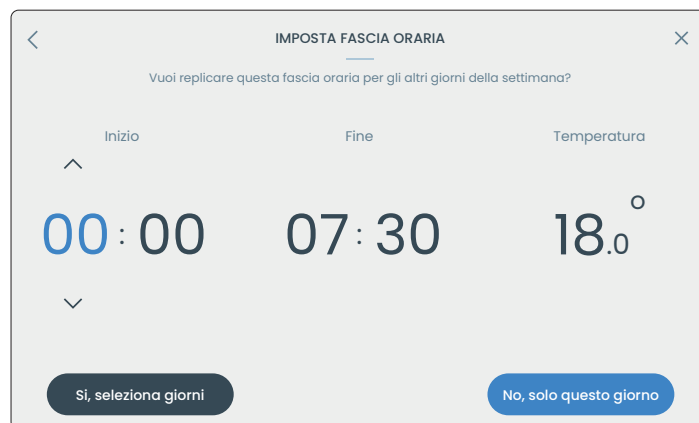 IMPOSTA FASCIA ORARIA
Vuoi replicare questa fascia oraria per gli altri giorni della settimana?
Inizio Fine Temperatura
00 : 00 07 : 30 18.0°
Si, seleziona giorni No, solo questo giorno